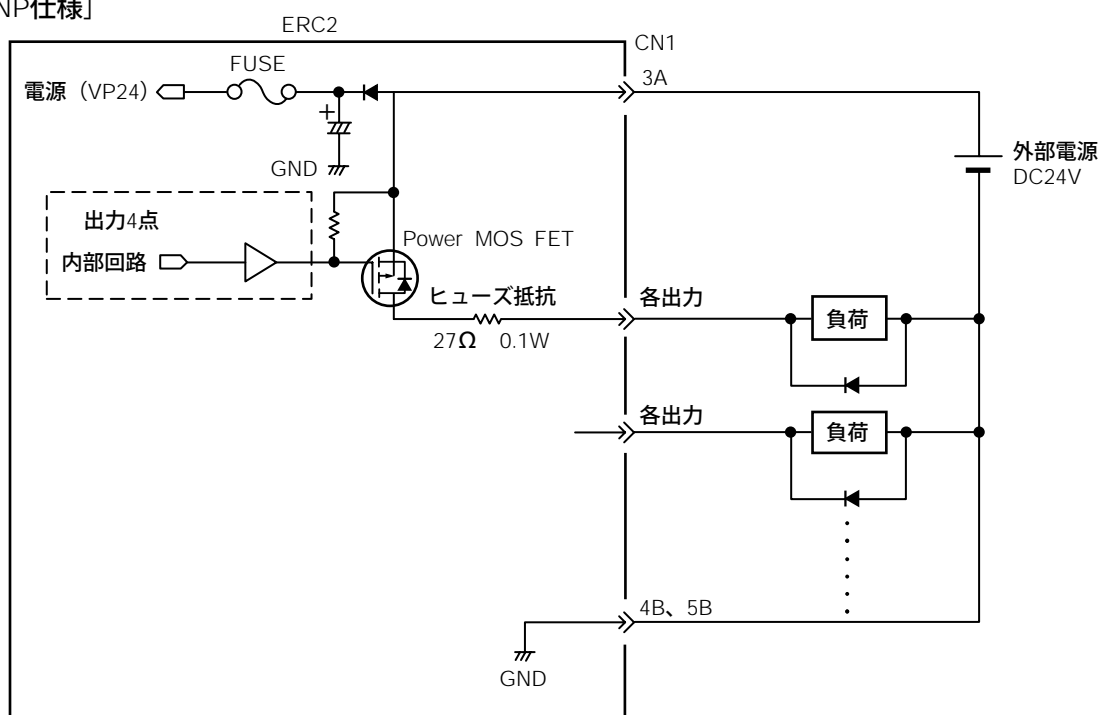 NP仕様］
ERC2
CN1
FUSE
3A
電源（VP24）
+
外部電源
DC24V
GND
出力4点
Power MOS FET
内部回路
ヒューズ抵抗
各出力
負荷
27Ω 0.1W
各出力
負荷
4B、5B
GND